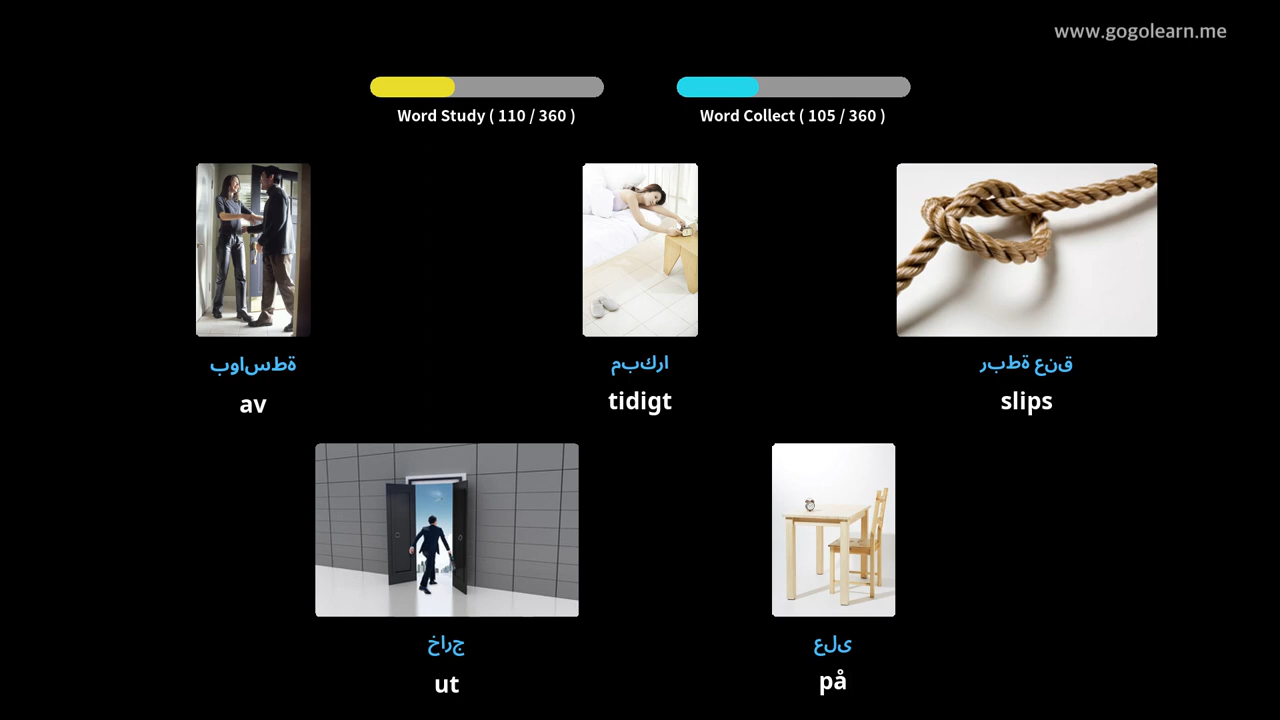 www.gogolearn.me
Word Study ( 110 / 360 )
Word Collect ( 105 / 360 )
بواسطة
av
مبكرا
tidigt
ربطة عنق
slips
خارج
ut
على
på